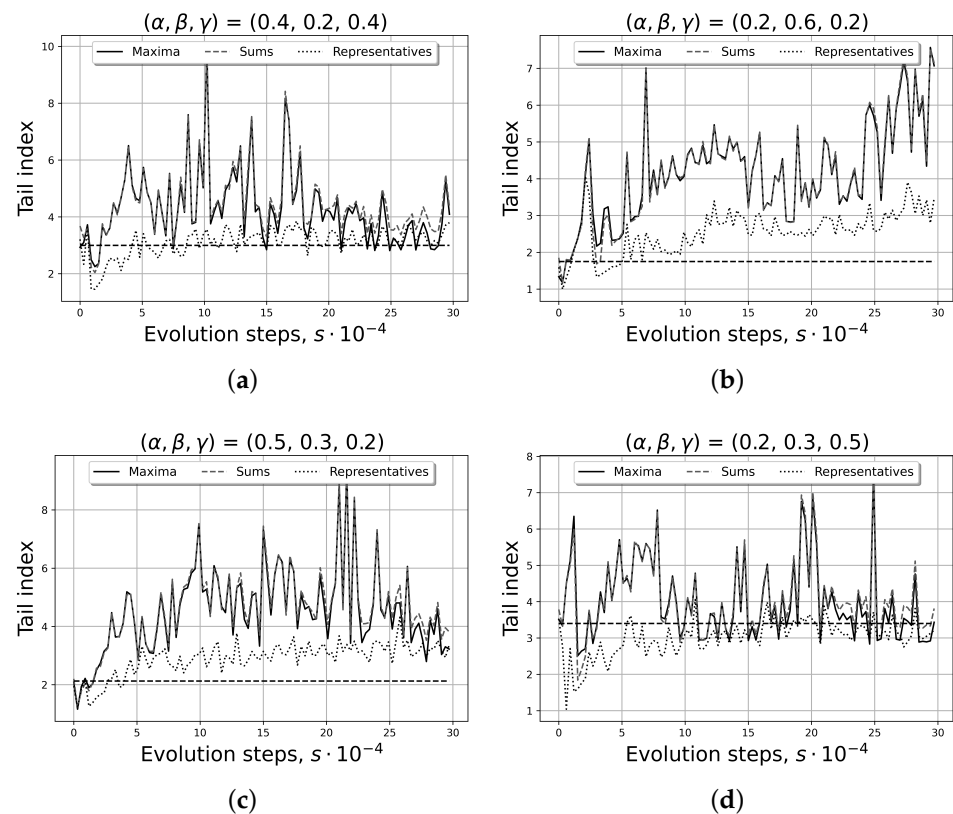 (α, β, γ) = (0.4, 0.2, 0.4)
Maxima Sums Representatives
Tail index
10
8
6
4
2
0 5 10 15 20 25 30
Evolution steps, s · 10⁻⁴
(a)
(α, β, γ) = (0.2, 0.6, 0.2)
Maxima Sums Representatives
Tail index
7
6
5
4
3
2
1
0 5 10 15 20 25 30
Evolution steps, s · 10⁻⁴
(b)
(α, β, γ) = (0.5, 0.3, 0.2)
Maxima Sums Representatives
Tail index
8
6
4
2
0 5 10 15 20 25 30
Evolution steps, s · 10⁻⁴
(c)
(α, β, γ) = (0.2, 0.3, 0.5)
Maxima Sums Representatives
Tail index
8
7
6
5
4
3
2
1
0 5 10 15 20 25 30
Evolution steps, s · 10⁻⁴
(d)